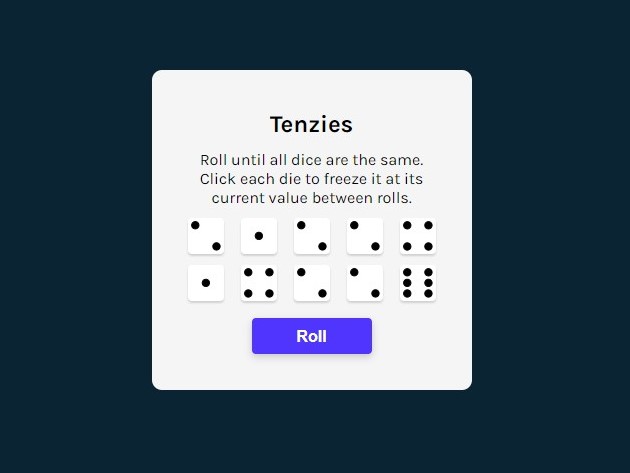 Tenzies
Roll until all dice are the same.
Click each die to freeze it at its
current value between rolls.
Roll